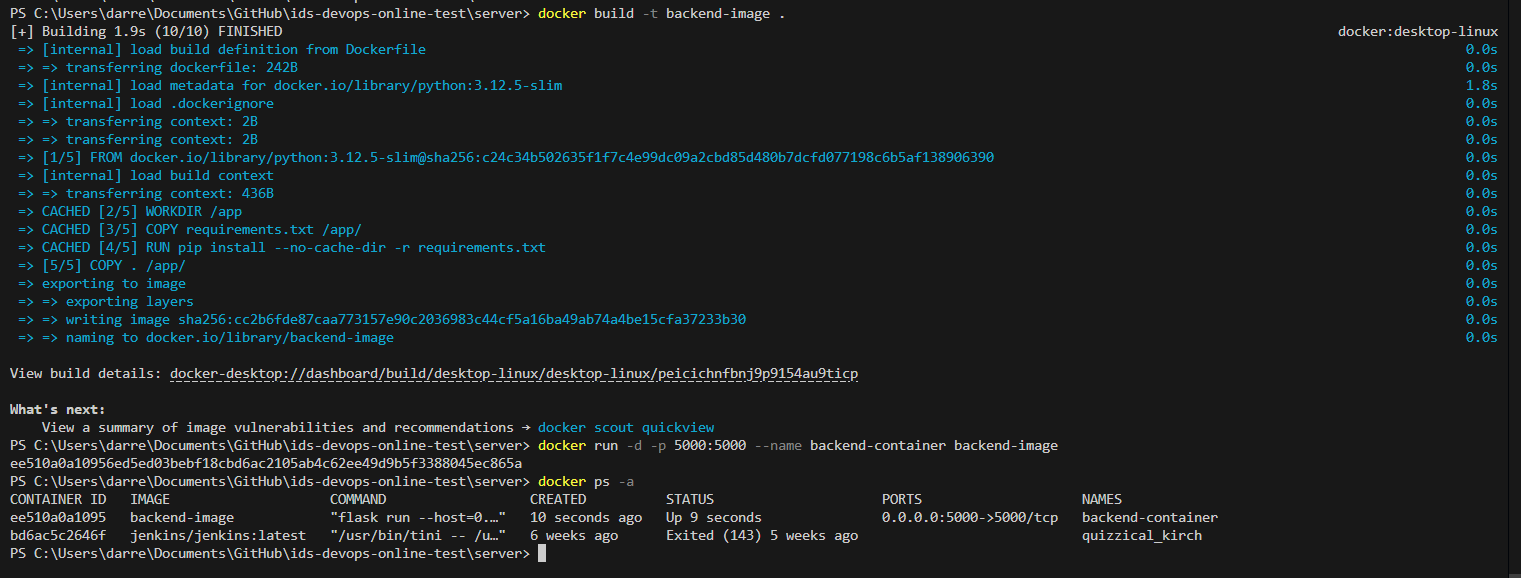 PS C:\Users\darre\Documents\GitHub\ids-devops-online-test\server> docker build -t backend-image .
[+] Building 1.9s (10/10) FINISHED docker:desktop-linux
=> [internal] load build definition from Dockerfile 0.0s
=> => transferring dockerfile: 242B 0.0s
=> [internal] load metadata for docker.io/library/python:3.12.5-slim 1.8s
=> [internal] load .dockerignore 0.0s
=> => transferring context: 2B 0.0s
=> => transferring context: 2B 0.0s
=> [1/5] FROM docker.io/library/python:3.12.5-slim@sha256:c24c34b502635f1f7c4e99dc09a2cbd85d480b7dcfd077198c6b5af138906390 0.0s
=> [internal] load build context 0.0s
=> => transferring context: 436B 0.0s
=> CACHED [2/5] WORKDIR /app 0.0s
=> CACHED [3/5] COPY requirements.txt /app/ 0.0s
=> CACHED [4/5] RUN pip install --no-cache-dir -r requirements.txt 0.0s
=> [5/5] COPY . /app/ 0.0s
=> exporting to image 0.0s
=> => exporting layers 0.0s
=> => writing image sha256:cc2b6fde87caa773157e90c2036983c44cf5a16ba49ab74a4be15cfa37233b30 0.0s
=> => naming to docker.io/library/backend-image 0.0s
View build details: docker-desktop://dashboard/build/desktop-linux/desktop-linux/peicichnfbnj9p9154au9ticp
What's next:
View a summary of image vulnerabilities and recommendations → docker scout quickview
PS C:\Users\darre\Documents\GitHub\ids-devops-online-test\server> docker run -d -p 5000:5000 --name backend-container backend-image
ee510a0a10956ed5ed03bebf18cbd6ac2105ab4c62ee49d9b5f3388045ec865a
PS C:\Users\darre\Documents\GitHub\ids-devops-online-test\server> docker ps -a
CONTAINER ID IMAGE COMMAND CREATED STATUS PORTS NAMES
ee510a0a1095 backend-image "flask run --host=0.…" 10 seconds ago Up 9 seconds 0.0.0.0:5000->5000/tcp backend-container
bd6ac5c2646f jenkins/jenkins:latest "/usr/bin/tini -- /u…" 6 weeks ago Exited (143) 5 weeks ago quizzical_kirch
PS C:\Users\darre\Documents\GitHub\ids-devops-online-test\server>